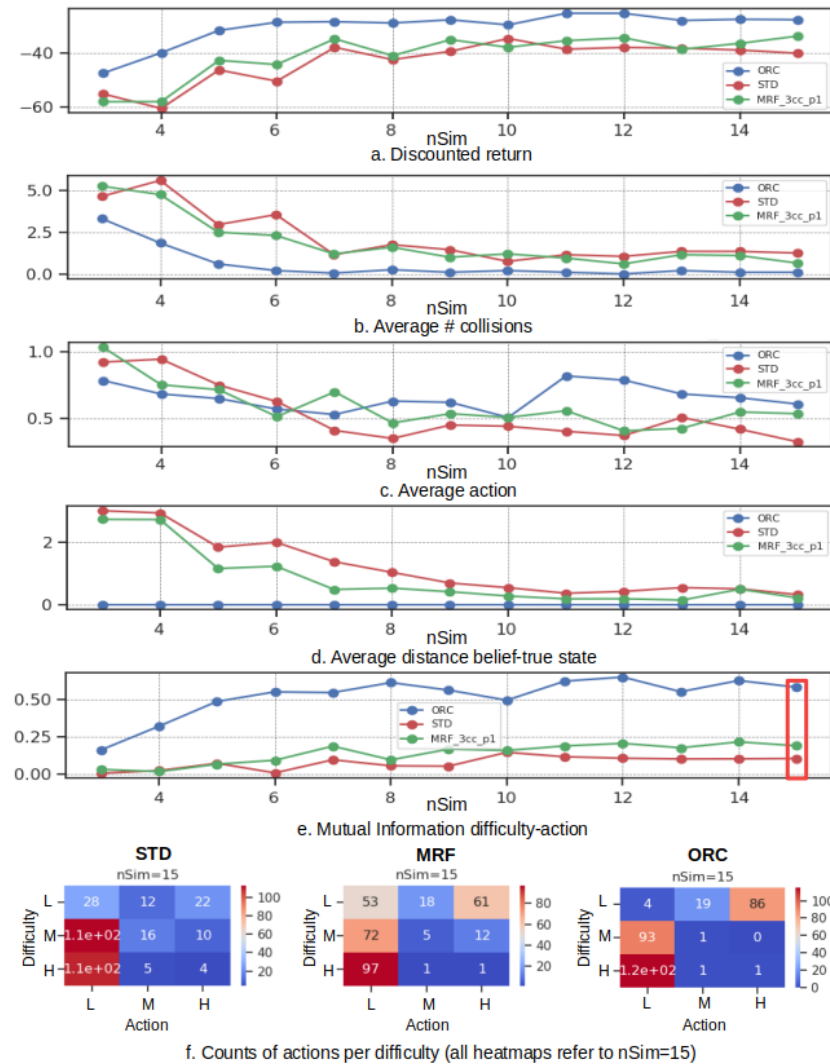 −40
−60
ORC
STD
MRF_3cc_p1
4 6 8 10 12 14
nSim
a. Discounted return
5.0
2.5
0.0
ORC
STD
MRF_3cc_p1
4 6 8 10 12 14
nSim
b. Average # collisions
1.0
0.5
ORC
STD
MRF_3cc_p1
4 6 8 10 12 14
nSim
c. Average action
2
0
ORC
STD
MRF_3cc_p1
4 6 8 10 12 14
nSim
d. Average distance belief-true state
0.50
0.25
0.00
ORC
STD
MRF_3cc_p1
4 6 8 10 12 14
nSim
e. Mutual Information difficulty-action
STD
nSim=15
Difficulty
L 28 12 22
M 1.1e+02 16 10
H 1.1e+02 5 4
L M H
Action
100
80
60
40
20
MRF
nSim=15
Difficulty
L 53 18 61
M 72 5 12
H 97 1 1
L M H
Action
80
60
40
20
ORC
nSim=15
Difficulty
L 4 19 86
M 93 1 0
H 1.2e+02 1 1
L M H
Action
100
80
60
40
20
0
f. Counts of actions per difficulty (all heatmaps refer to nSim=15)